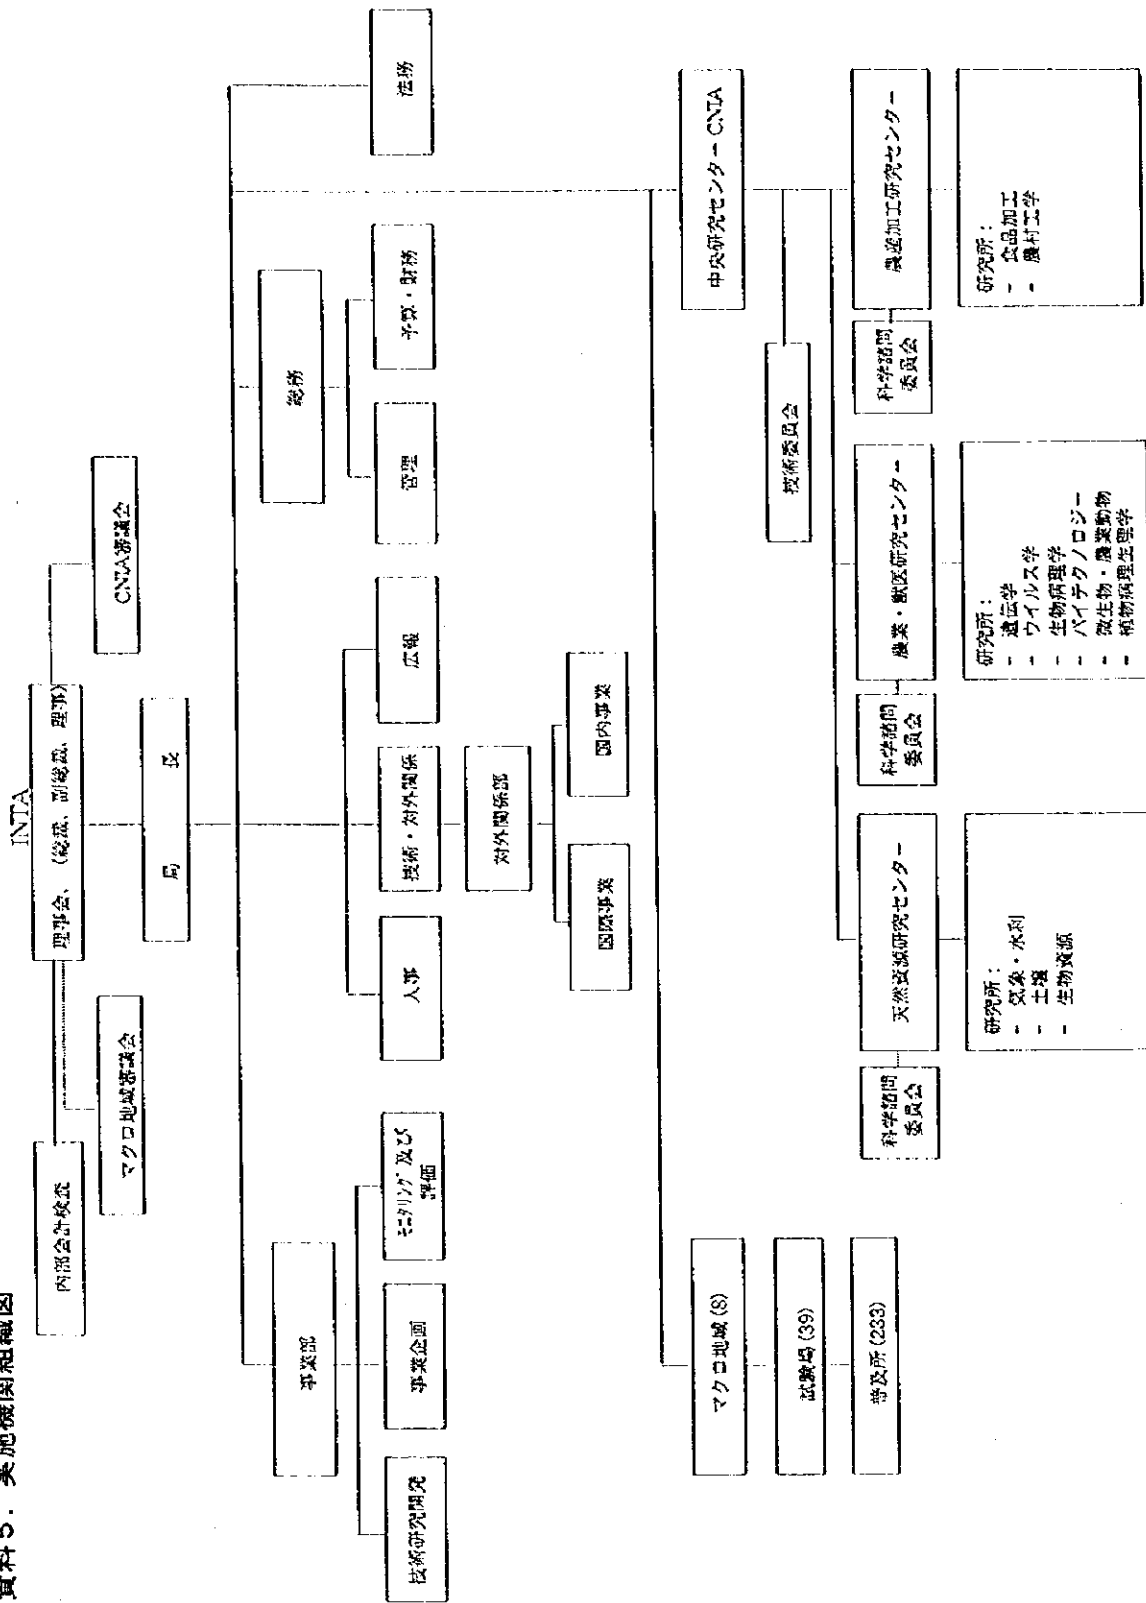 資料5. 実施機関組織図
INTA
理事会、(総裁、副総裁、理事)
内部会計検査
マクロ地域審議会
CNIA審議会
局 長
事業部
総務
法務
技術研究開発
事業企画
モニタリング 及び
評価
人事
技術・対外関係
広報
管理
予算・財務
対外関係部
国際事業
国内事業
マクロ地域(8)
試験場(39)
普及所(233)
中央研究センター CNIA
技術委員会
科学諮問
委員会
天然資源研究センター
科学諮問
委員会
農業・獣医研究センター
科学諮問
委員会
農産加工研究センター
研究所:
- 気象・水利
- 土壌
- 生物資源
研究所:
- 遺伝学
- ウイルス学
- 生物病理学
- バイテクノロジー
- 微生物・農業動物
- 植物病理生理学
研究所:
- 食品加工
- 農村工学